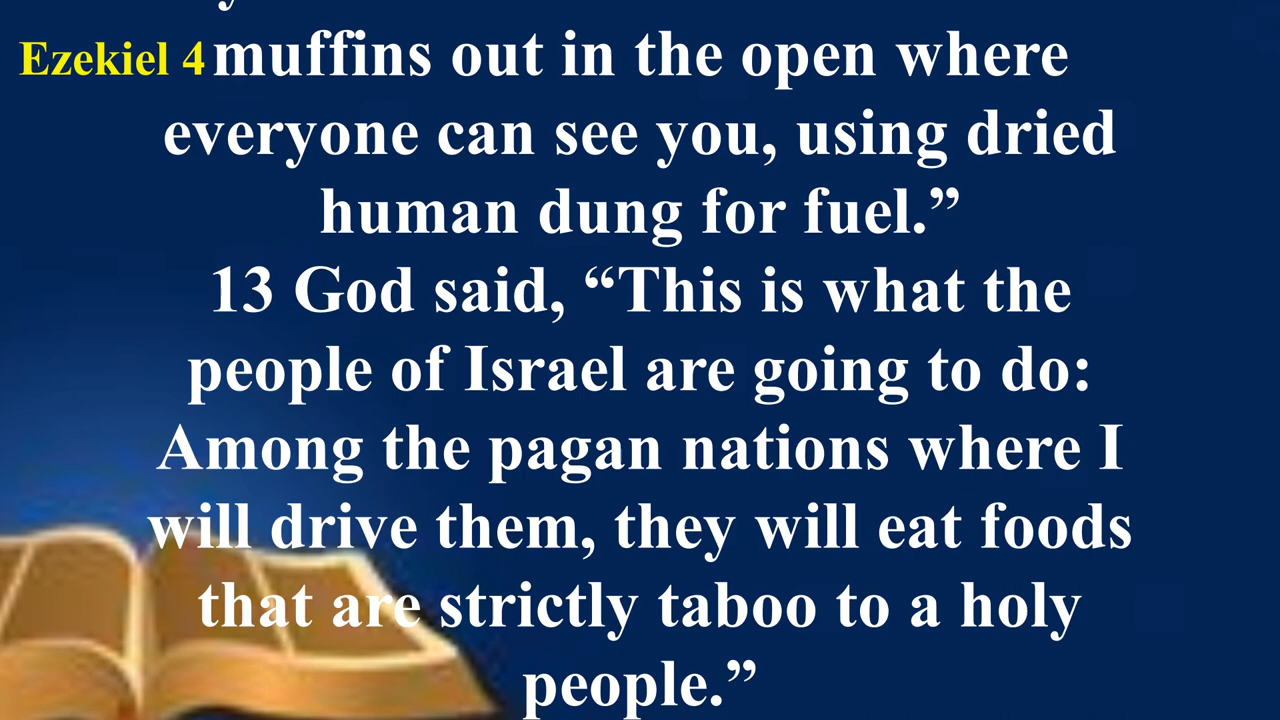 Ezekiel 4
muffins out in the open where
everyone can see you, using dried
human dung for fuel.”
13 God said, “This is what the
people of Israel are going to do:
Among the pagan nations where I
will drive them, they will eat foods
that are strictly taboo to a holy
people.”